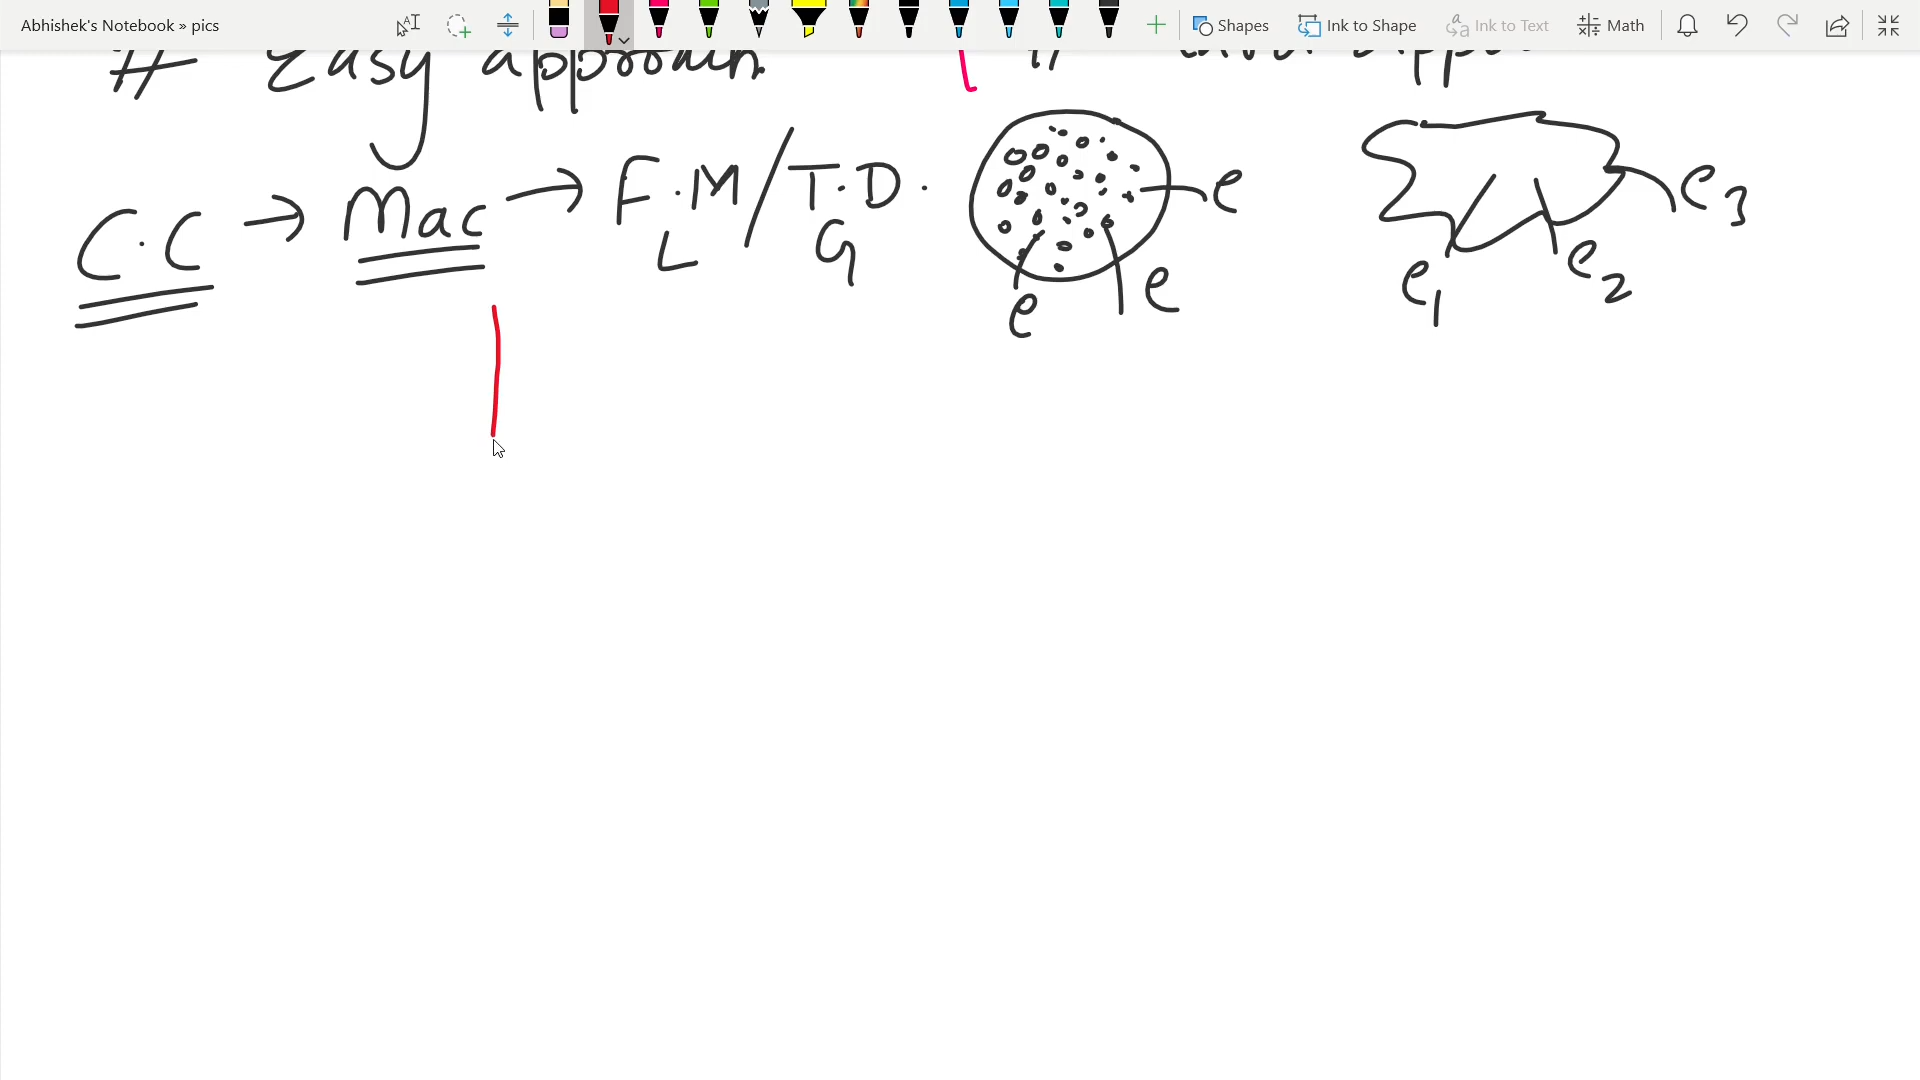 Abhishek's Notebook » pics
Shapes
Ink to Shape
Ink to Text
Math
# Easy approach.
C.C → Mac → F.M / T.D.
L G
e
e
e
e1
e2
e3